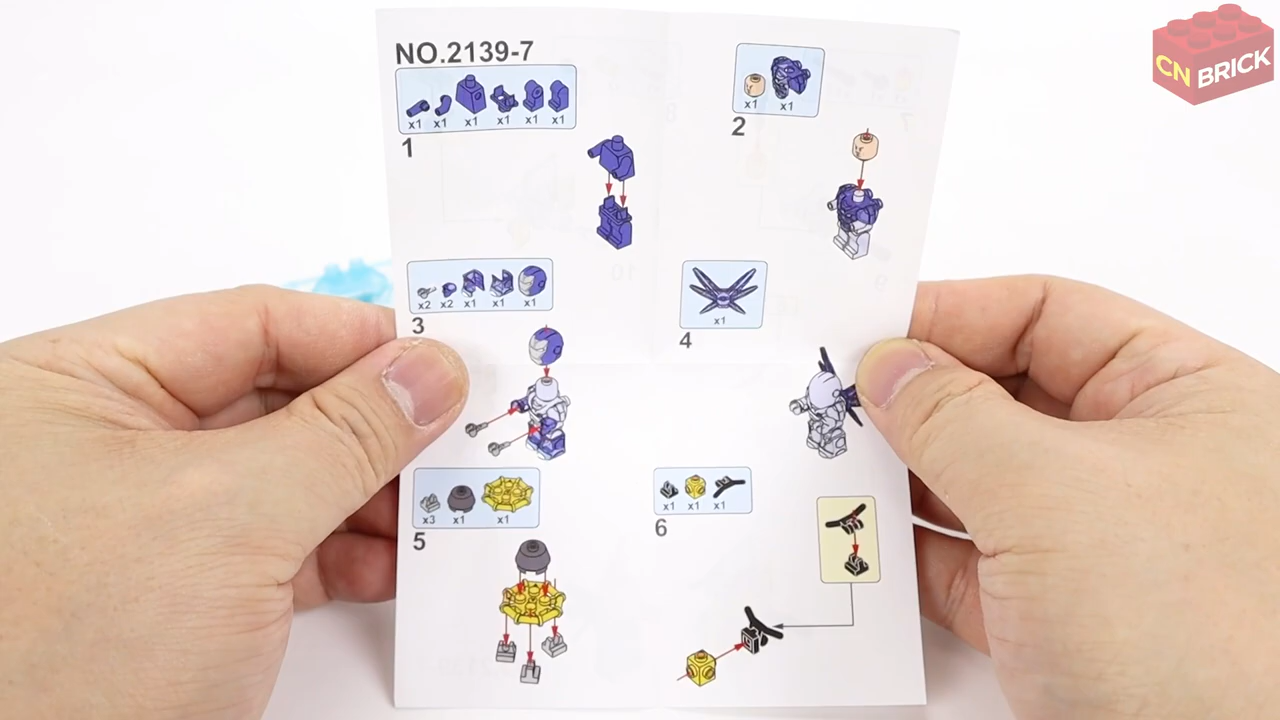 NO.2139-7
x1 x1 x1 x1 x1 x1
1
x1 x1
2
x2 x2 x1 x1 x1
3
x1
4
x3 x1 x1
5
x1 x1 x1
6
CN BRICK